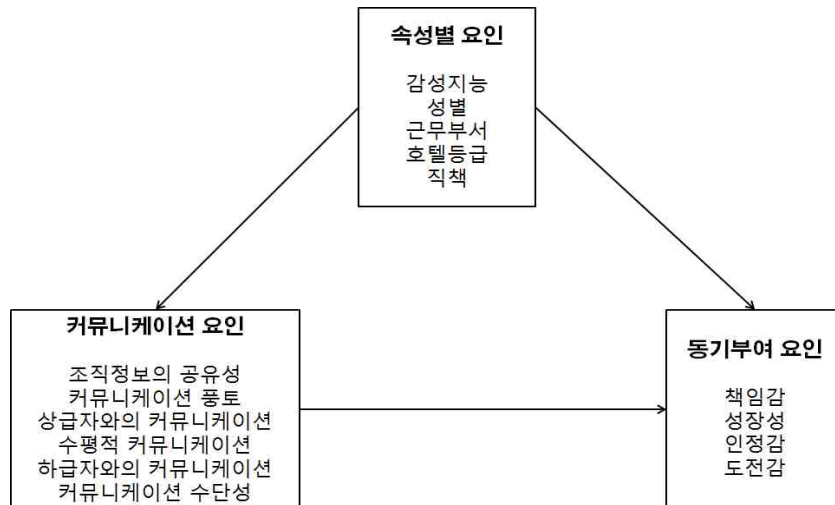 속성별 요인
감성지능
성별
근무부서
호텔등급
직책
커뮤니케이션 요인
조직정보의 공유성
커뮤니케이션 풍토
상급자와의 커뮤니케이션
수평적 커뮤니케이션
하급자와의 커뮤니케이션
커뮤니케이션 수단성
동기부여 요인
책임감
성장성
인정감
도전감